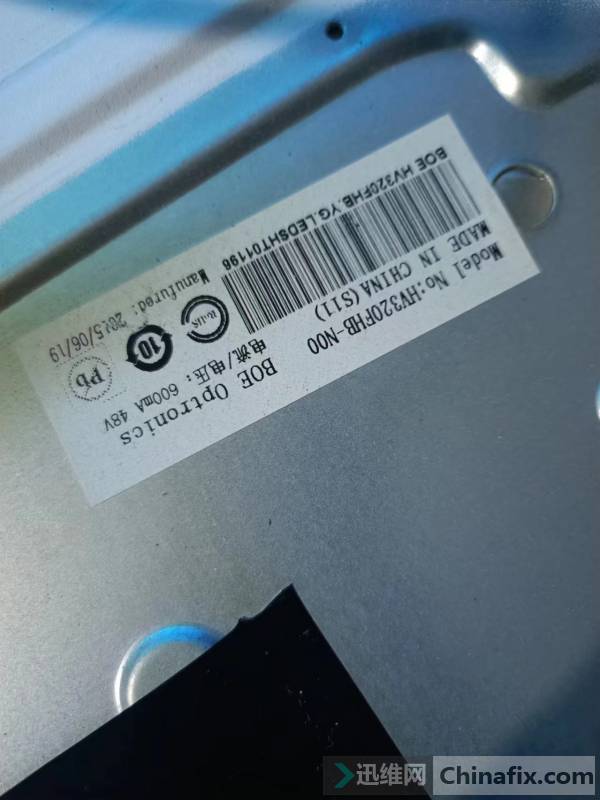 Model No:HV320FHB-N00
MADE IN CHINA(S11)
BOE HV320FHB.YG.LEDSHT01196
BOE Optronics
电流/电压: 600mA 48V
RoHS
10
Pb
Manufured: 2015/06/19
迅维网 Chinafix.com